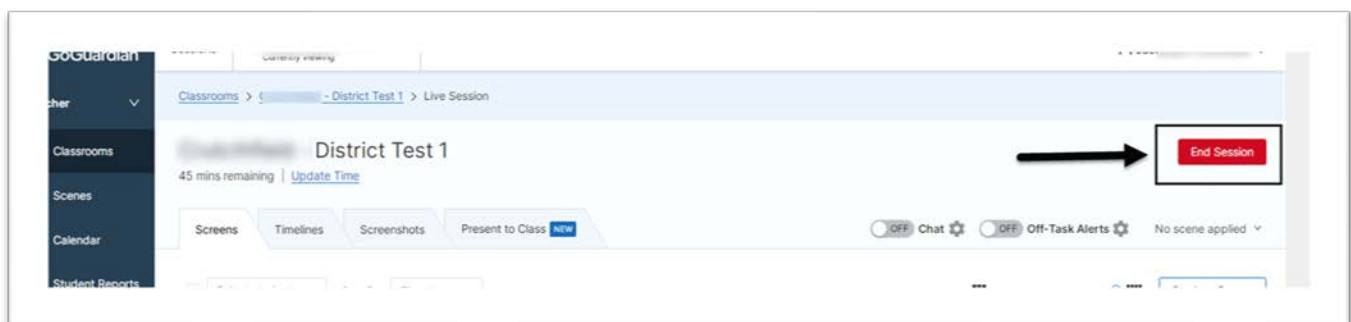 GoGuardian
Currently viewing
cher
Classrooms > - District Test 1 > Live Session
Classrooms
District Test 1
End Session
45 mins remaining | Update Time
Scenes
Screens Timelines Screenshots Present to Class NEW OFF Chat OFF Off-Task Alerts No scene applied
Calendar
Student Reports